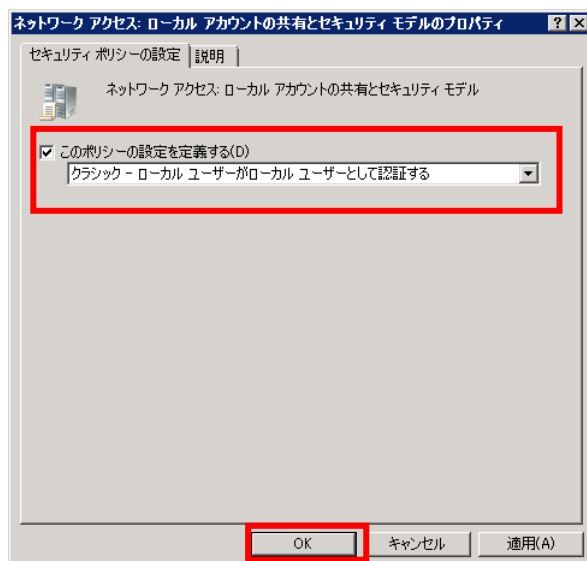 ネットワーク アクセス: ローカル アカウントの共有とセキュリティ モデルのプロパティ
セキュリティ ポリシーの設定 説明
ネットワーク アクセス: ローカル アカウントの共有とセキュリティ モデル
このポリシーの設定を定義する(D)
クラシック - ローカル ユーザーがローカル ユーザーとして認証する
OK キャンセル 適用(A)